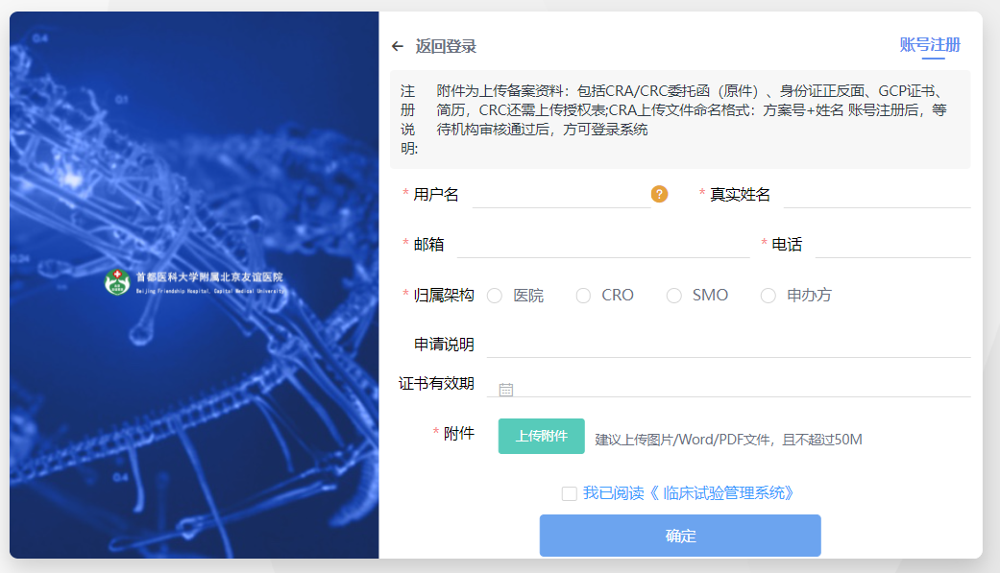 ← 返回登录
账号注册
注册说明:
附件为上传备案资料：包括CRA/CRC委托函（原件）、身份证正反面、GCP证书、
简历，CRC还需上传授权表;CRA上传文件命名格式：方案号+姓名 账号注册后，等
待机构审核通过后，方可登录系统
* 用户名
?
* 真实姓名
* 邮箱
* 电话
* 归属架构
医院
CRO
SMO
申办方
申请说明
证书有效期
* 附件
上传附件
建议上传图片/Word/PDF文件，且不超过50M
我已阅读《 临床试验管理系统》
确定
首都医科大学附属北京友谊医院
Beijing Friendship Hospital, Capital Medical University
0.4
0.1
0.24
0.4